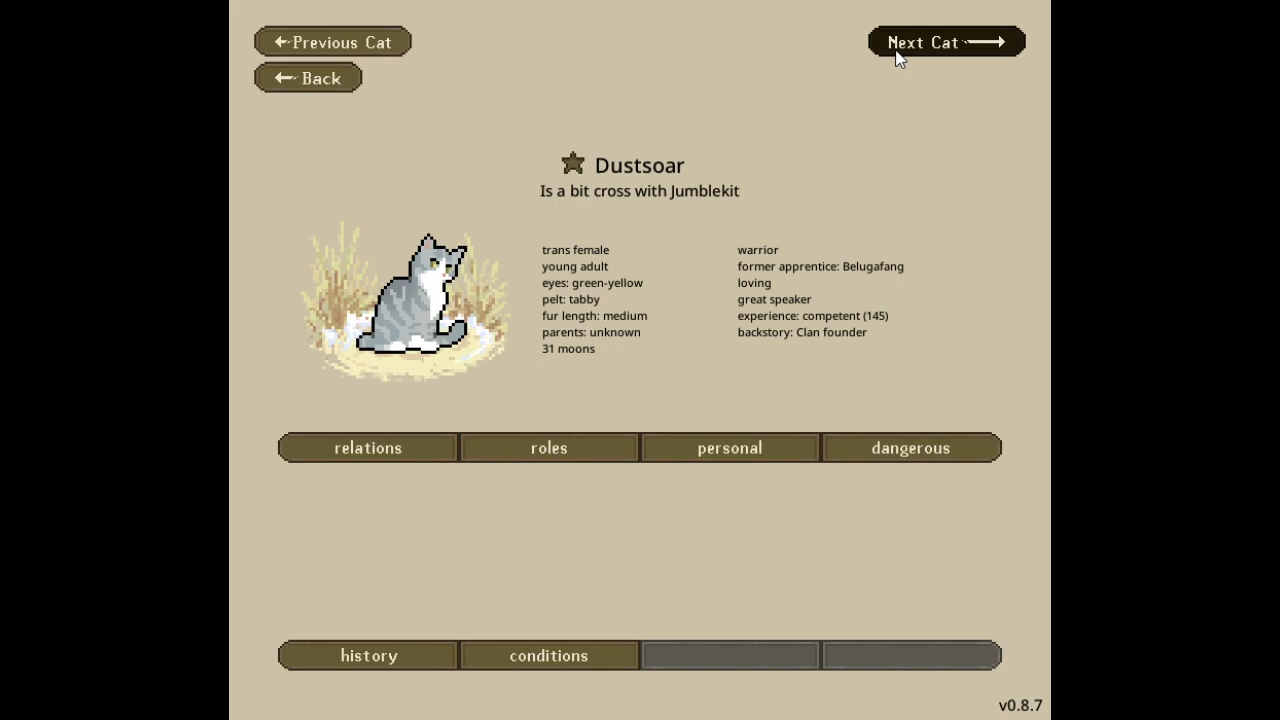 Previous Cat
Next Cat
Back
Dustsoar
Is a bit cross with Jumblekit
trans female
young adult
eyes: green-yellow
pelt: tabby
fur length: medium
parents: unknown
31 moons
warrior
former apprentice: Belugafang
loving
great speaker
experience: competent (145)
backstory: Clan founder
relations
roles
personal
dangerous
history
conditions
v0.8.7